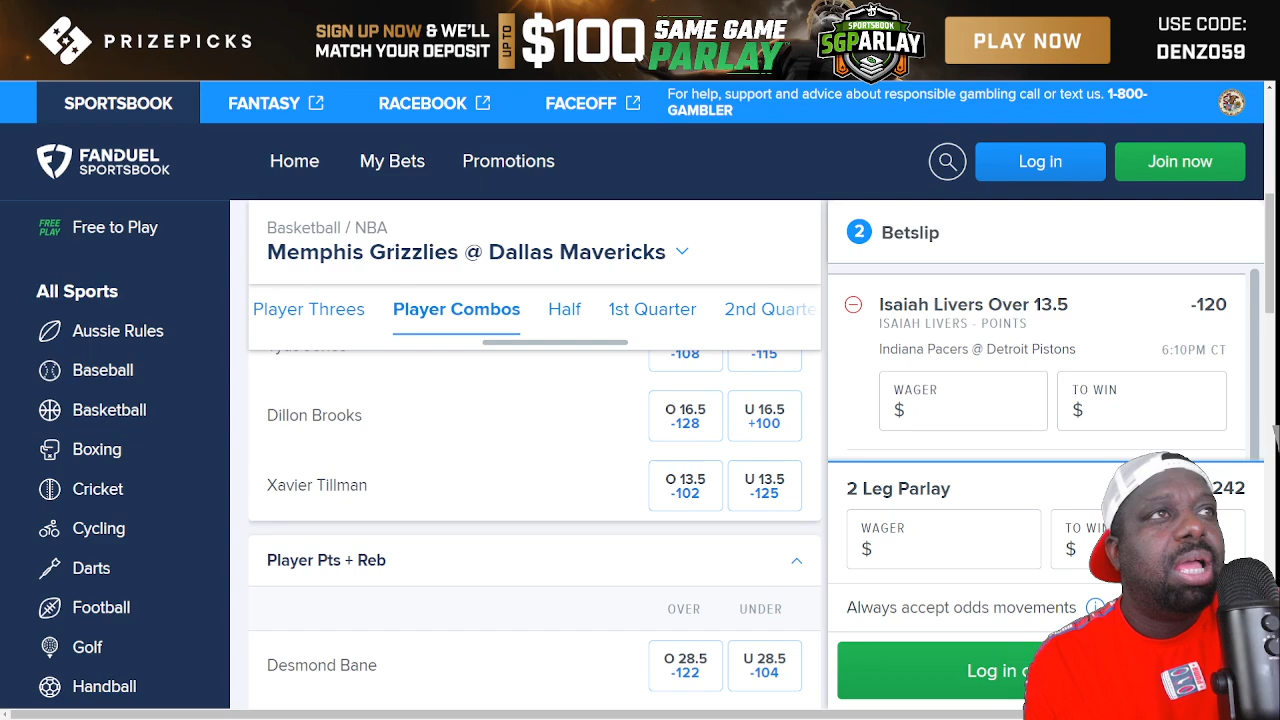 PRIZEPICKS
SIGN UP NOW & WE'LL
MATCH YOUR DEPOSIT
UP TO
$100
SAME GAME
PARLAY
SPORTSBOOK
SGPARLAY
PLAY NOW
USE CODE:
DENZO59
SPORTSBOOK
FANTASY
RACEBOOK
FACEOFF
For help, support and advice about responsible gambling call or text us. 1-800-
GAMBLER
FANDUEL
SPORTSBOOK
Home
My Bets
Promotions
Log in
Join now
FREE
PLAY
Free to Play
All Sports
Aussie Rules
Baseball
Basketball
Boxing
Cricket
Cycling
Darts
Football
Golf
Handball
Basketball / NBA
Memphis Grizzlies @ Dallas Mavericks
Player Threes
Player Combos
Half
1st Quarter
2nd Quarte
-108
-115
Dillon Brooks
O 16.5
-128
U 16.5
+100
Xavier Tillman
O 13.5
-102
U 13.5
-125
Player Pts + Reb
OVER
UNDER
Desmond Bane
O 28.5
-122
U 28.5
-104
2
Betslip
Isaiah Livers Over 13.5
-120
ISAIAH LIVERS - POINTS
Indiana Pacers @ Detroit Pistons
6:10PM CT
WAGER
$
TO WIN
$
2 Leg Parlay
242
WAGER
$
TO WIN
$
Always accept odds movements
Log in